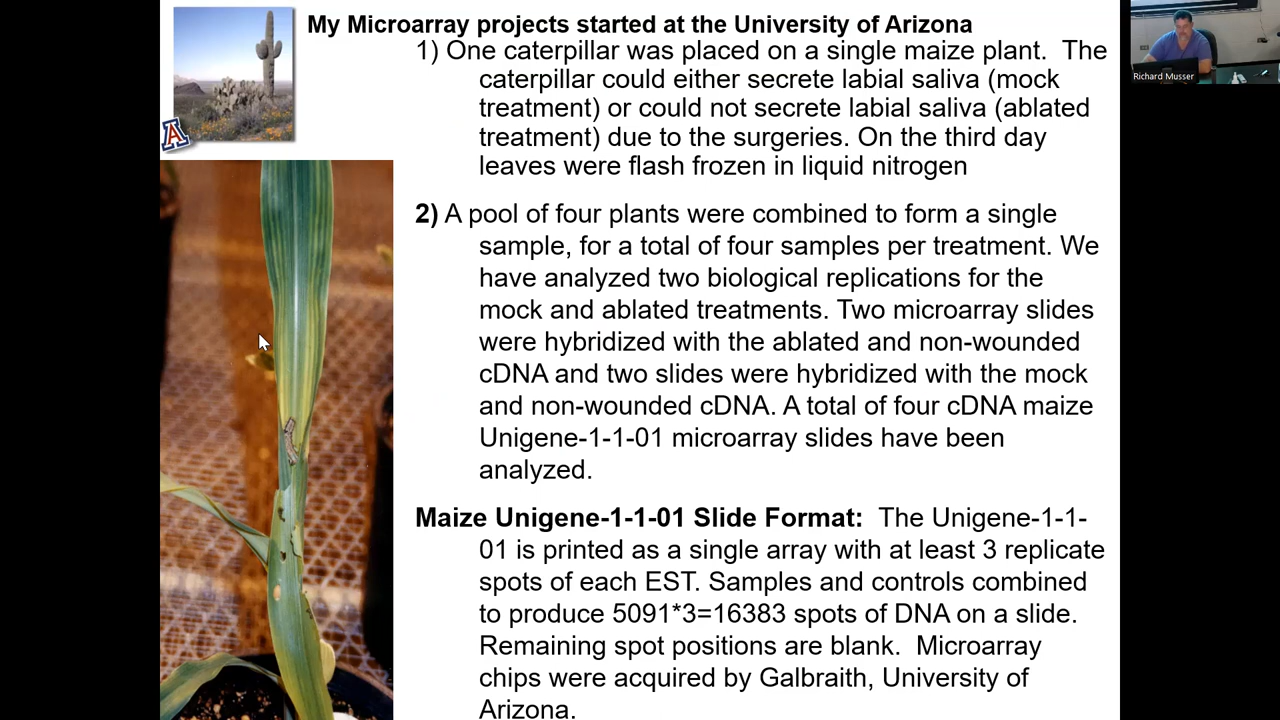 My Microarray projects started at the University of Arizona
1) One caterpillar was placed on a single maize plant.  The
caterpillar could either secrete labial saliva (mock
treatment) or could not secrete labial saliva (ablated
treatment) due to the surgeries. On the third day
leaves were flash frozen in liquid nitrogen
A
2) A pool of four plants were combined to form a single
sample, for a total of four samples per treatment. We
have analyzed two biological replications for the
mock and ablated treatments. Two microarray slides
were hybridized with the ablated and non-wounded
cDNA and two slides were hybridized with the mock
and non-wounded cDNA. A total of four cDNA maize
Unigene-1-1-01 microarray slides have been
analyzed.
Maize Unigene-1-1-01 Slide Format:  The Unigene-1-1-
01 is printed as a single array with at least 3 replicate
spots of each EST. Samples and controls combined
to produce 5091*3=16383 spots of DNA on a slide.
Remaining spot positions are blank.  Microarray
chips were acquired by Galbraith, University of
Arizona.
Richard Musser